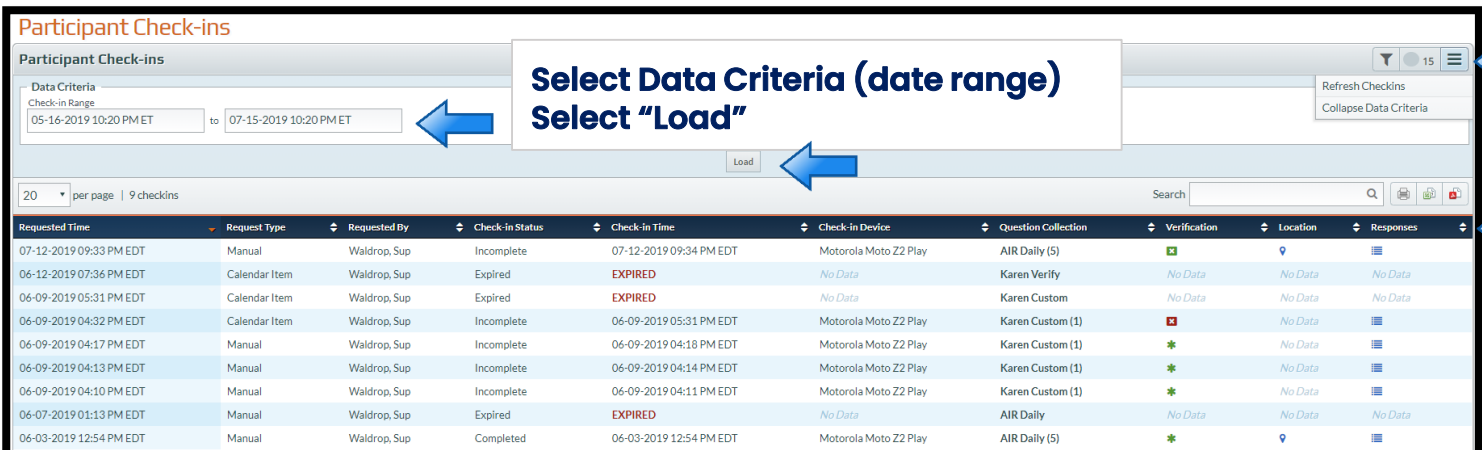 Participant Check-ins
Participant Check-ins
15
Refresh Checkins
Collapse Data Criteria
Select Data Criteria (date range)
Select “Load”
Data Criteria
Check-in Range
05-16-2019 10:20 PM ET to 07-15-2019 10:20 PM ET
Load
20 per page | 9 checkins Search
Requested Time Request Type Requested By Check-in Status Check-in Time Check-in Device Question Collection Verification Location Responses
07-12-2019 09:33 PM EDT Manual Waldrop, Sup Incomplete 07-12-2019 09:34 PM EDT Motorola Moto Z2 Play AIR Daily (5)
06-12-2019 07:36 PM EDT Calendar Item Waldrop, Sup Expired EXPIRED No Data Karen Verify No Data No Data No Data
06-09-2019 05:31 PM EDT Calendar Item Waldrop, Sup Expired EXPIRED No Data Karen Custom No Data No Data No Data
06-09-2019 04:32 PM EDT Calendar Item Waldrop, Sup Incomplete 06-09-2019 05:31 PM EDT Motorola Moto Z2 Play Karen Custom (1) No Data
06-09-2019 04:17 PM EDT Manual Waldrop, Sup Incomplete 06-09-2019 04:18 PM EDT Motorola Moto Z2 Play Karen Custom (1) No Data
06-09-2019 04:13 PM EDT Manual Waldrop, Sup Incomplete 06-09-2019 04:14 PM EDT Motorola Moto Z2 Play Karen Custom (1) No Data
06-09-2019 04:10 PM EDT Manual Waldrop, Sup Incomplete 06-09-2019 04:11 PM EDT Motorola Moto Z2 Play Karen Custom (1) No Data
06-07-2019 01:13 PM EDT Manual Waldrop, Sup Expired EXPIRED No Data AIR Daily No Data No Data No Data
06-03-2019 12:54 PM EDT Manual Waldrop, Sup Completed 06-03-2019 12:54 PM EDT Motorola Moto Z2 Play AIR Daily (5)